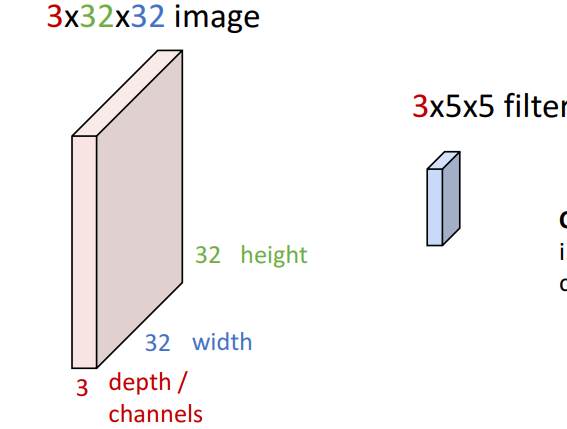 3x32x32 image
3x5x5 filter
32 height
32 width
3 depth /
channels